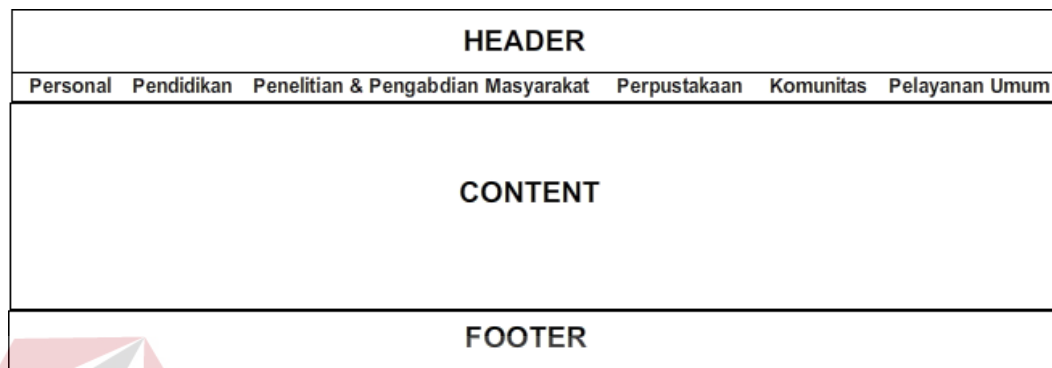 HEADER
Personal Pendidikan Penelitian & Pengabdian Masyarakat Perpustakaan Komunitas Pelayanan Umum
CONTENT
FOOTER